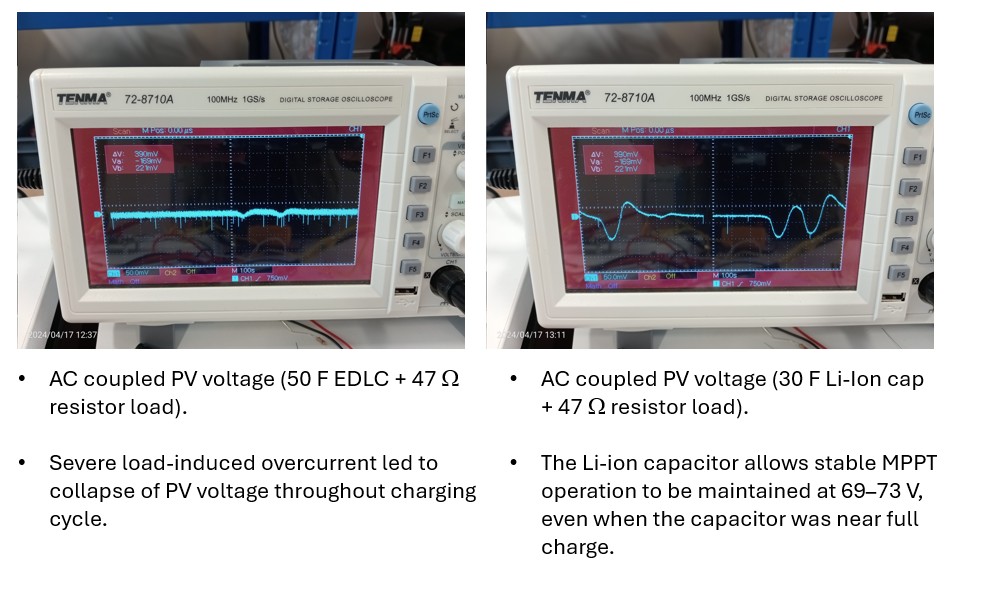 TENMA® 72-8710A 100MHz 1GS/s DIGITAL STORAGE OSCILLOSCOPE
PrtSc
SELECT
Scan M Pos: 0.00 µs CH1
ΔV: 390mV
Va: -169mV
Vb: 221mV
F1
F2
F3
F4
F5
50.0mV Ch2 Off M 100s
Math Off CH1 750mV
CH1
2024/04/17 12:37
TENMA® 72-8710A 100MHz 1GS/s DIGITAL STORAGE OSCILLOSCOPE
PrtSc
Scan M Pos: 0.00 µs CH1
ΔV: 390mV
Va: -169mV
Vb: 221mV
F1
F2
F3
F4
F5
50.0mV Ch2 Off M 100s
Math Off CH1 750mV
2024/04/17 13:11
• AC coupled PV voltage (50 F EDLC + 47 Ω
resistor load).
• Severe load-induced overcurrent led to
collapse of PV voltage throughout charging
cycle.
• AC coupled PV voltage (30 F Li-Ion cap
+ 47 Ω resistor load).
• The Li-ion capacitor allows stable MPPT
operation to be maintained at 69–73 V,
even when the capacitor was near full
charge.